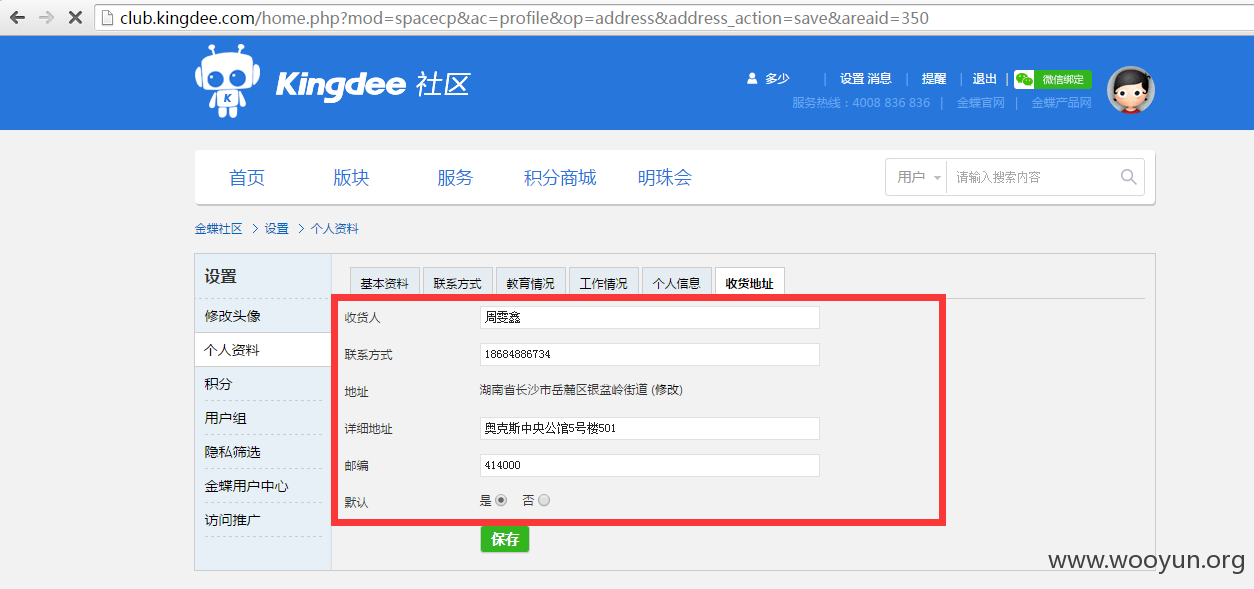 club.kingdee.com/home.php?mod=spacecp&ac=profile&op=address&address_action=save&areaid=350
K
Kingdee 社区
多少 | 设置 消息 | 提醒 | 退出 | 微信绑定
服务热线：4008 836 836 | 金蝶官网 | 金蝶产品网
首页 版块 服务 积分商城 明珠会 用户 请输入搜索内容
金蝶社区 > 设置 > 个人资料
设置
修改头像
个人资料
积分
用户组
隐私筛选
金蝶用户中心
访问推广
基本资料 联系方式 教育情况 工作情况 个人信息 收货地址
收货人 周雯鑫
联系方式 18684886734
地址 湖南省长沙市岳麓区银盆岭街道 (修改)
详细地址 奥克斯中央公馆5号楼501
邮编 414000
默认 是 否
保存
www.wooyun.org